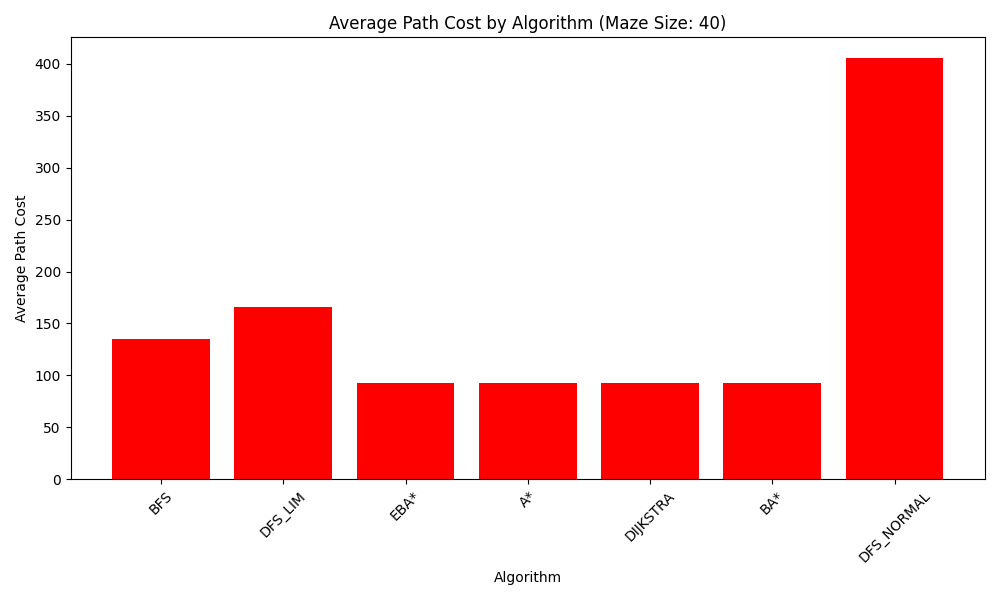 Average Path Cost by Algorithm (Maze Size: 40)
Average Path Cost
400
350
300
250
200
150
100
50
0
BFS
DFS_LIM
EBA*
A*
DIJKSTRA
BA*
DFS_NORMAL
Algorithm